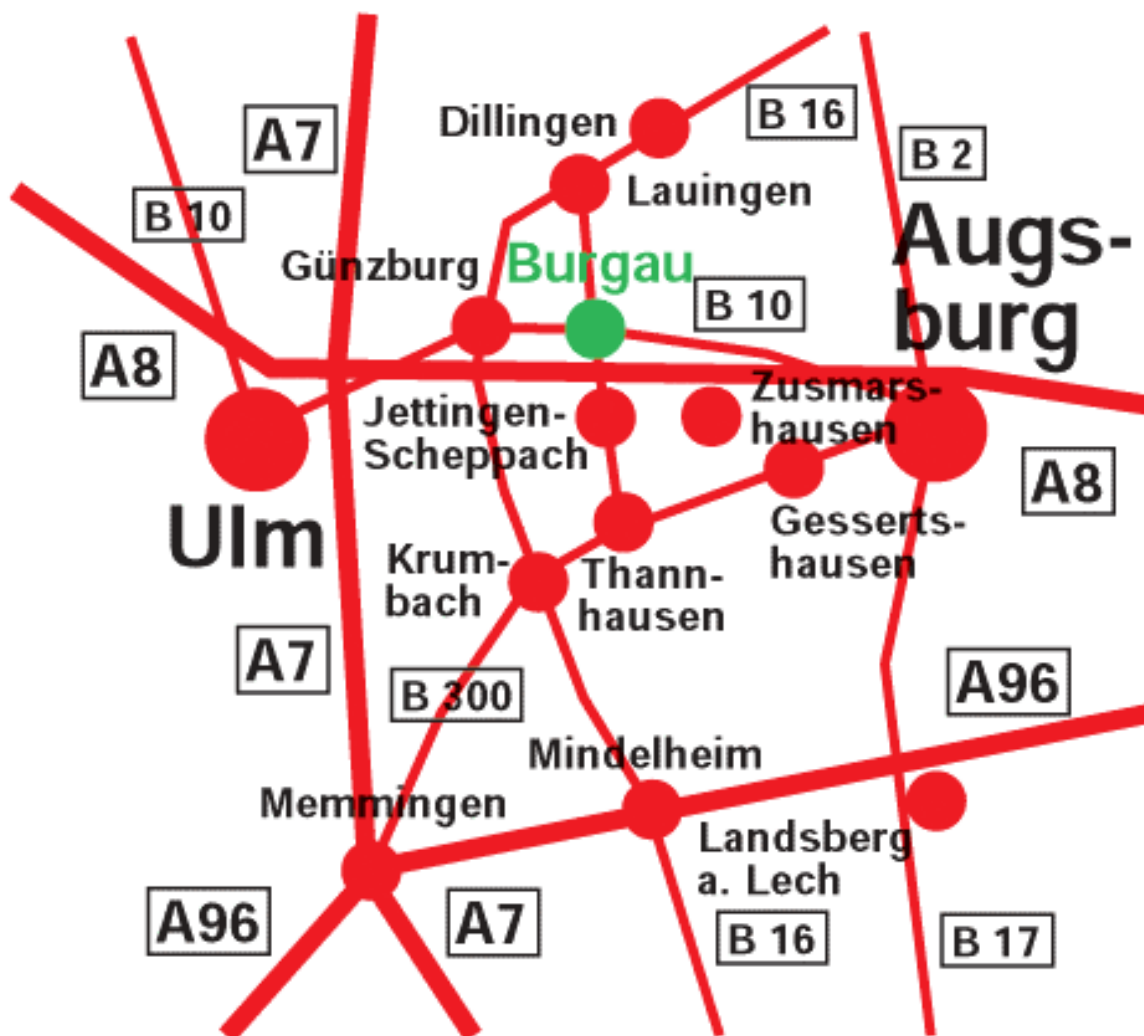 A7
Dillingen
B 16
B 2
B 10
Lauingen
Augs-
burg
Günzburg
Burgau
B 10
A8
Jettingen-
Scheppach
Zusmars-
hausen
A8
Ulm
Gesserts-
hausen
Krum-
bach
Thann-
hausen
A7
B 300
A96
Mindelheim
Memmingen
Landsberg
a. Lech
A96
A7
B 16
B 17